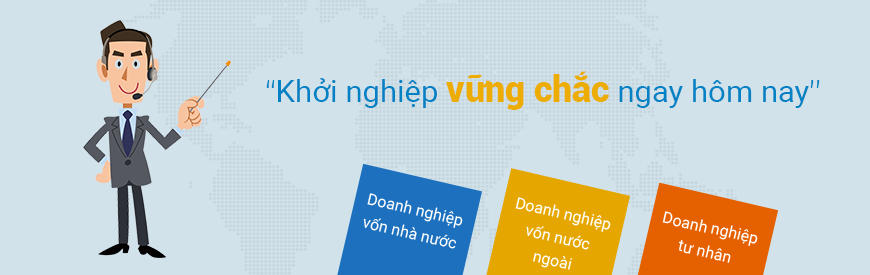 “Khởi nghiệp vững chắc ngay hôm nay”
Doanh nghiệp
vốn nhà nước
Doanh nghiệp
vốn nước
ngoài
Doanh nghiệp
tư nhân